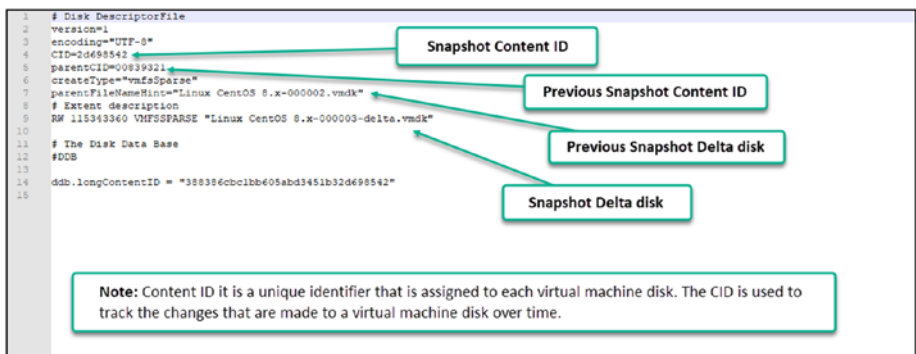 1 # Disk DescriptorFile
2 version=1
3 encoding="UTF-8"
4 CID=2d698542
5 parentCID=00839321
6 createType="vmfsSparse"
7 parentFileNameHint="Linux CentOS 8.x-000002.vmdk"
8 # Extent description
9 RW 115343360 VMFSSPARSE "Linux CentOS 8.x-000003-delta.vmdk"
10
11 # The Disk Data Base
12 #DDB
13
14 ddb.longContentID = "388386cbc1bb605abd3451b32d698542"
15
Snapshot Content ID
Previous Snapshot Content ID
Previous Snapshot Delta disk
Snapshot Delta disk
Note: Content ID it is a unique identifier that is assigned to each virtual machine disk. The CID is used to
track the changes that are made to a virtual machine disk over time.